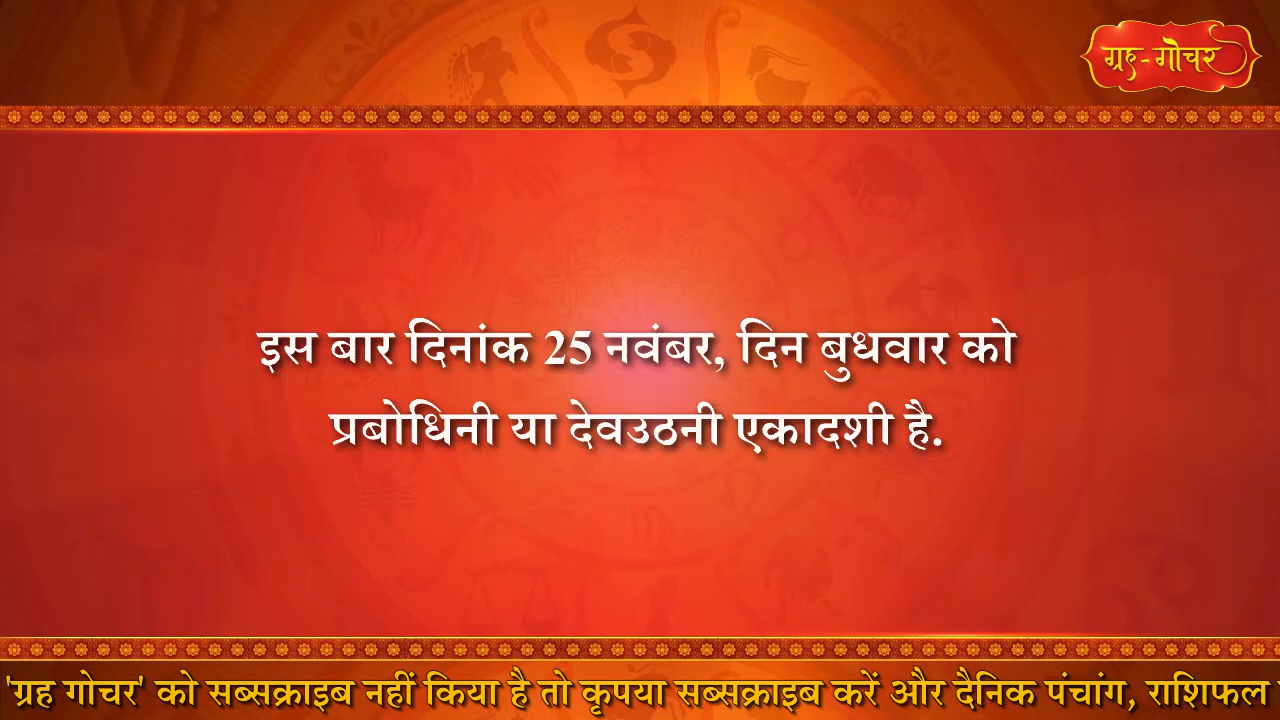 ग्रह-गोचर
इस बार दिनांक 25 नवंबर, दिन बुधवार को
प्रबोधिनी या देवउठनी एकादशी है.
'ग्रह गोचर' को सब्सक्राइब नहीं किया है तो कृपया सब्सक्राइब करें और दैनिक पंचांग, राशिफल